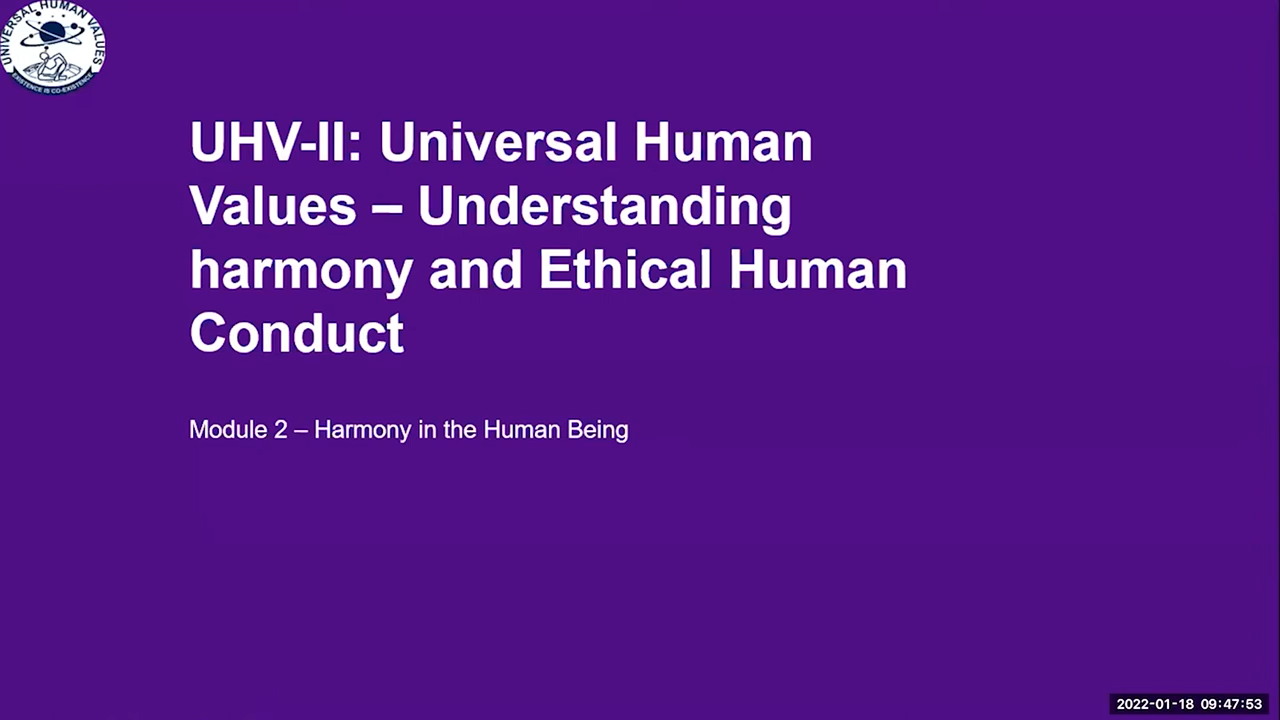 UNIVERSAL HUMAN VALUES
EXISTENCE IS CO-EXISTENCE
UHV-II: Universal Human
Values – Understanding
harmony and Ethical Human
Conduct
Module 2 – Harmony in the Human Being
2022-01-18 09:47:53